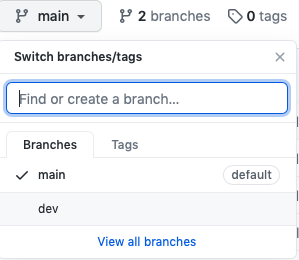 main 2 branches 0 tags
Switch branches/tags
Find or create a branch...
Branches Tags
main default
dev
View all branches